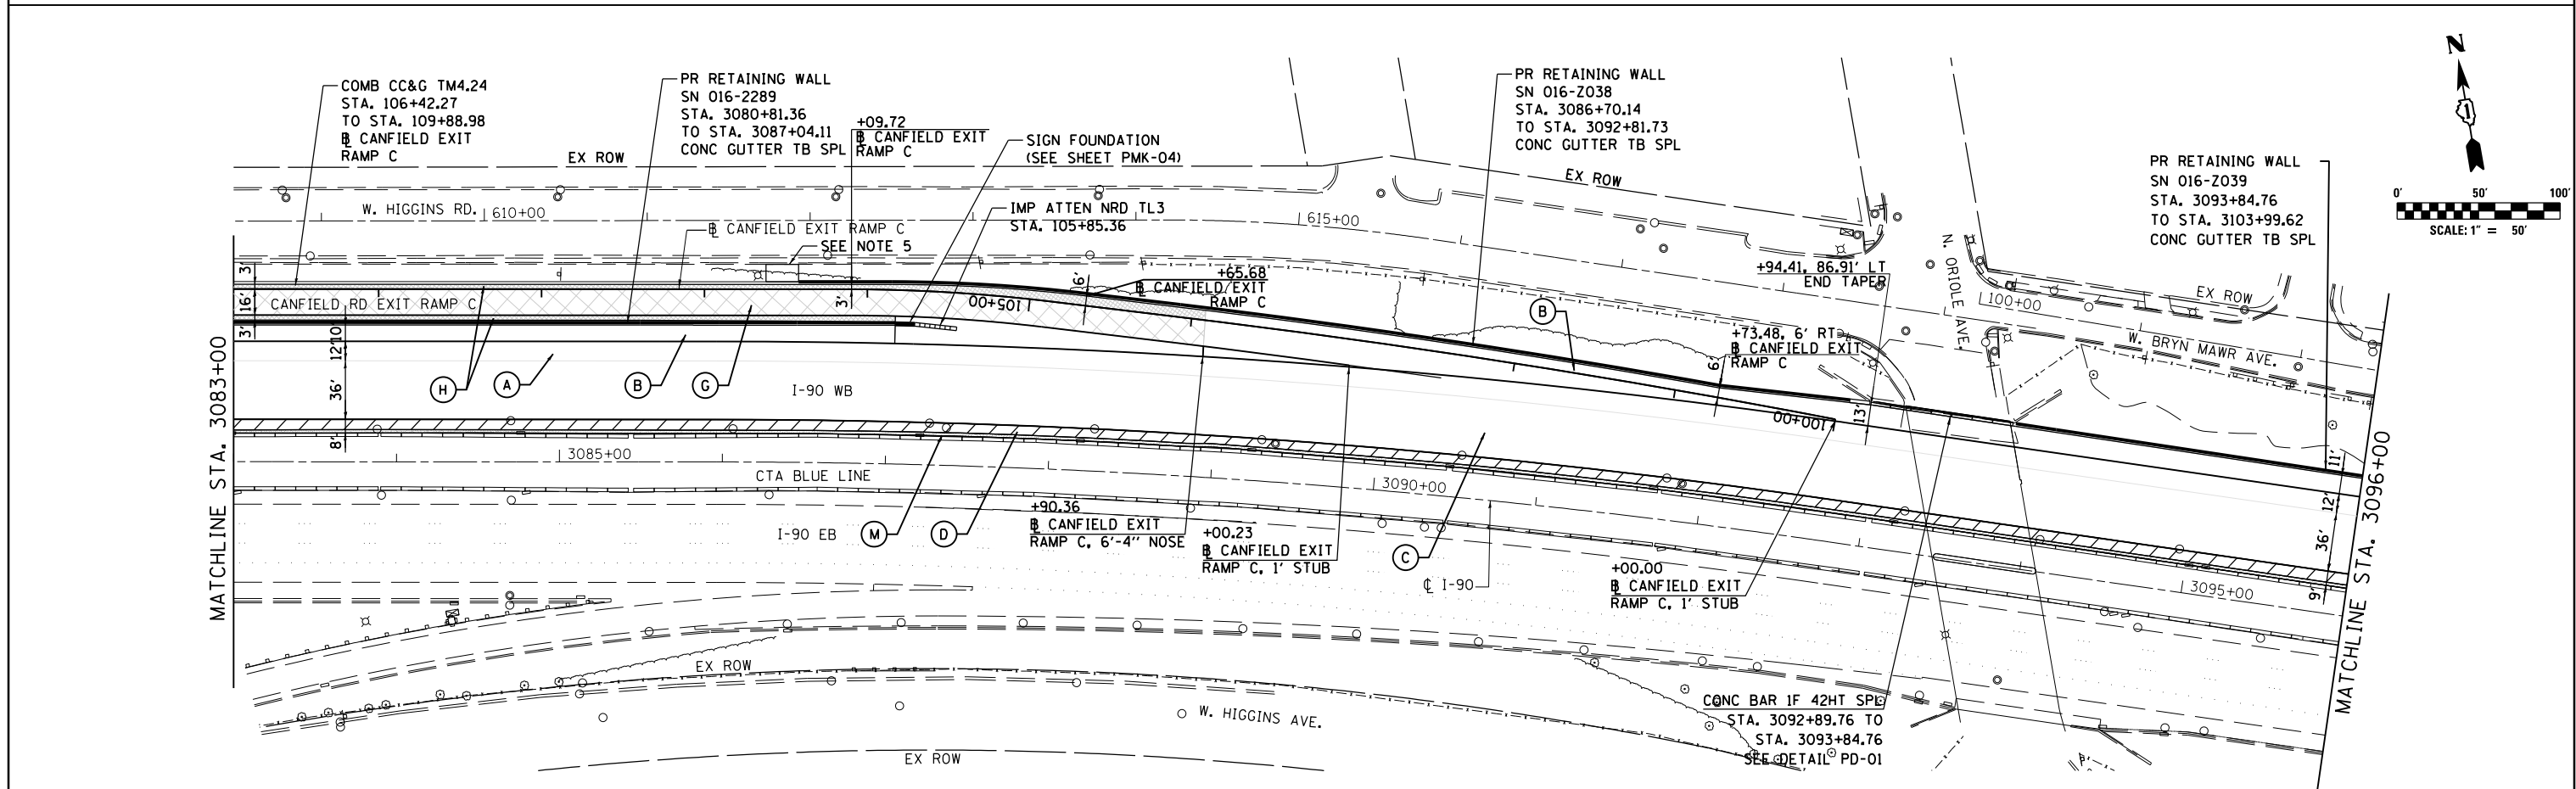 COMB CC&G TM4.24
STA. 106+42.27
TO STA. 109+88.98
℄ CANFIELD EXIT
RAMP C
PR RETAINING WALL
SN 016-2289
STA. 3080+81.36
TO STA. 3087+04.11
CONC GUTTER TB SPL
+09.72
CANFIELD EXIT
RAMP C
SIGN FOUNDATION
(SEE SHEET PMK-04)
IMP ATTEN NRD TL3
STA. 105+85.36
PR RETAINING WALL
SN 016-Z038
STA. 3086+70.14
TO STA. 3092+81.73
CONC GUTTER TB SPL
PR RETAINING WALL
SN 016-Z039
STA. 3093+84.76
TO STA. 3103+99.62
CONC GUTTER TB SPL
N
1
0' 50' 100'
SCALE: 1" = 50'
EX ROW
EX ROW
EX ROW
W. HIGGINS RD.
610+00
615+00
CANFIELD EXIT RAMP C
SEE NOTE 5
+65.68
CANFIELD EXIT
RAMP C
+94.41, 86.91' LT
END TAPER
N. ORIOLE AVE.
100+00
W. BRYN MAWR AVE.
+73.48, 6' RT
CANFIELD EXIT
RAMP C
3'
16'
3'
CANFIELD RD EXIT RAMP C
10'
12'
36'
8'
3'
6'
105+00
B
6'
100+00
13'
11'
12'
36'
9'
MATCHLINE STA. 3083+00
H
A
B
G
I-90 WB
3085+00
CTA BLUE LINE
3090+00
3095+00
I-90 EB
M
D
+90.36
CANFIELD EXIT
RAMP C, 6'-4" NOSE
+00.23
CANFIELD EXIT
RAMP C, 1' STUB
C
℄ I-90
+00.00
CANFIELD EXIT
RAMP C, 1' STUB
MATCHLINE STA. 3096+00
EX ROW
W. HIGGINS AVE.
EX ROW
CONC BAR 1F 42HT SPL
STA. 3092+89.76 TO
STA. 3093+84.76
SEE DETAIL PD-01